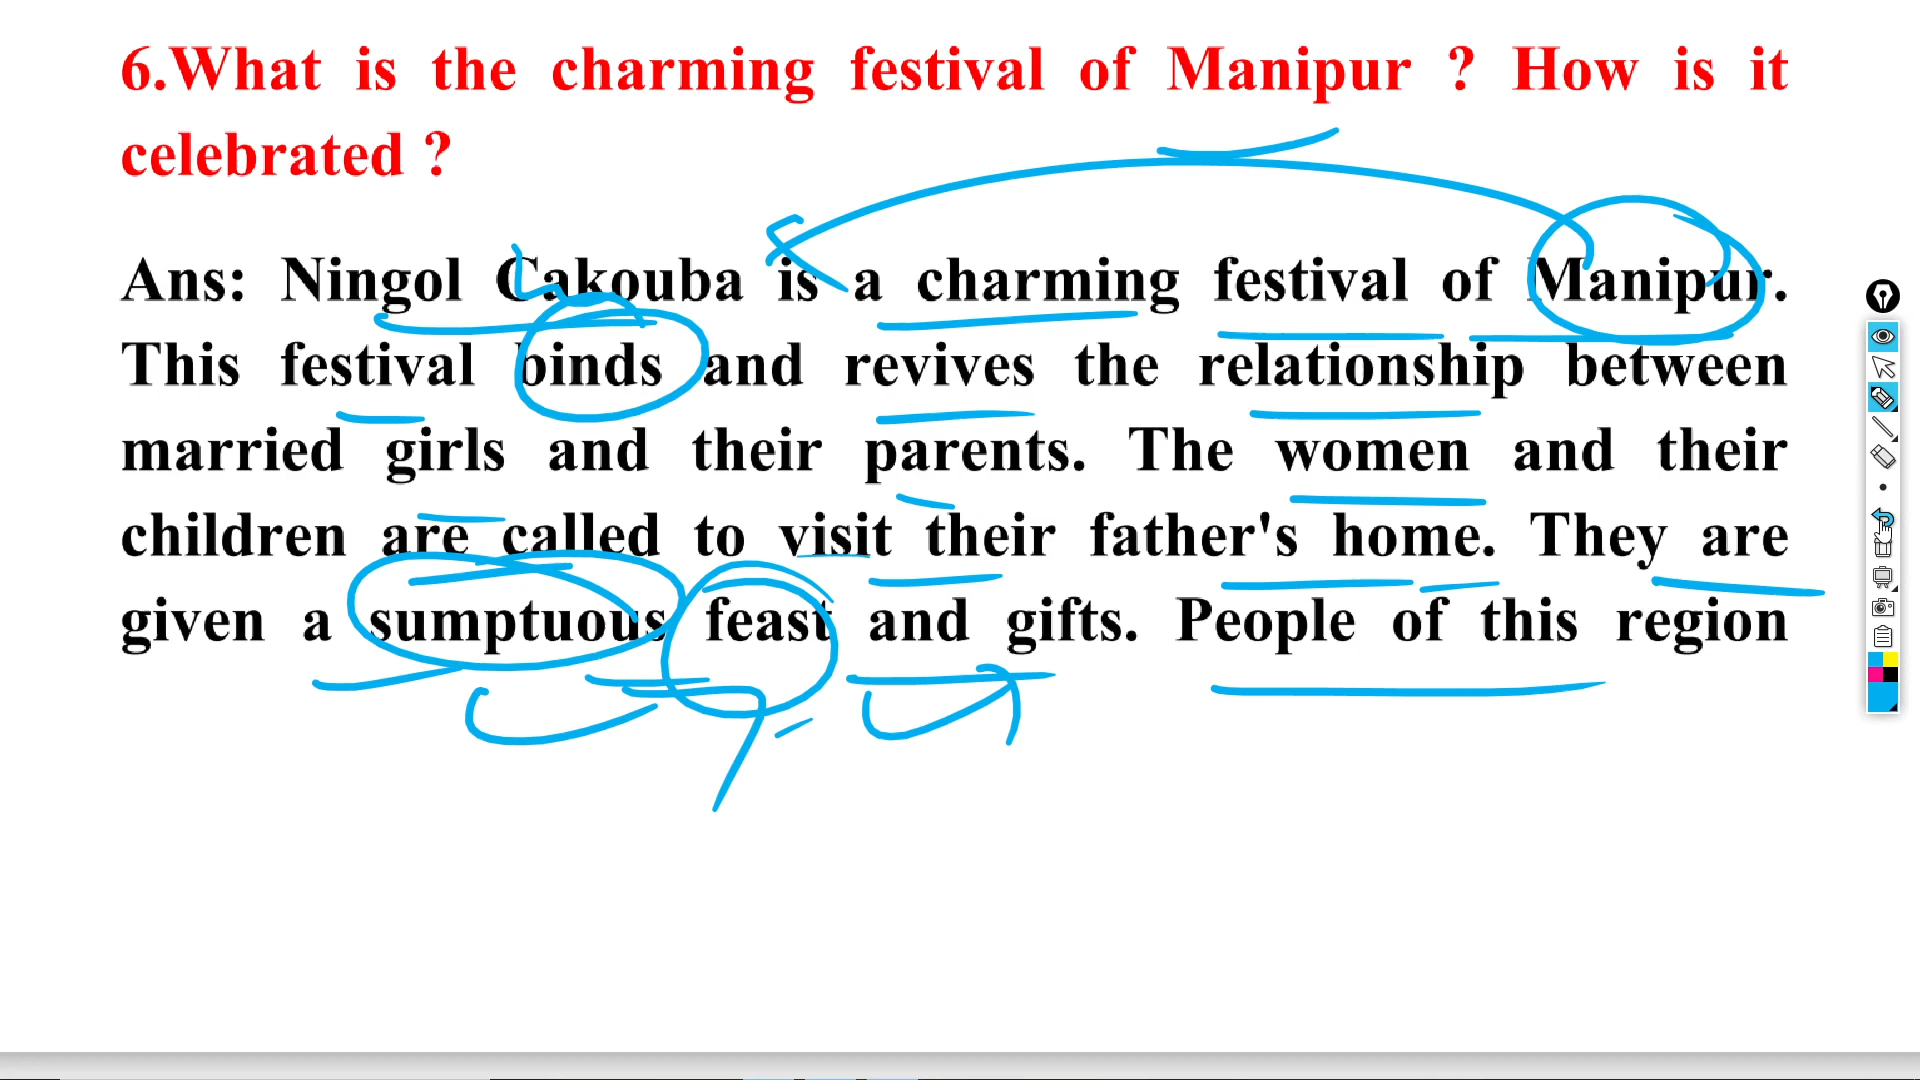 6.What is the charming festival of Manipur ? How is it
celebrated ?
Ans: Ningol Cakouba is a charming festival of Manipur.
This festival binds and revives the relationship between
married girls and their parents. The women and their
children are called to visit their father's home. They are
given a sumptuous feast and gifts. People of this region